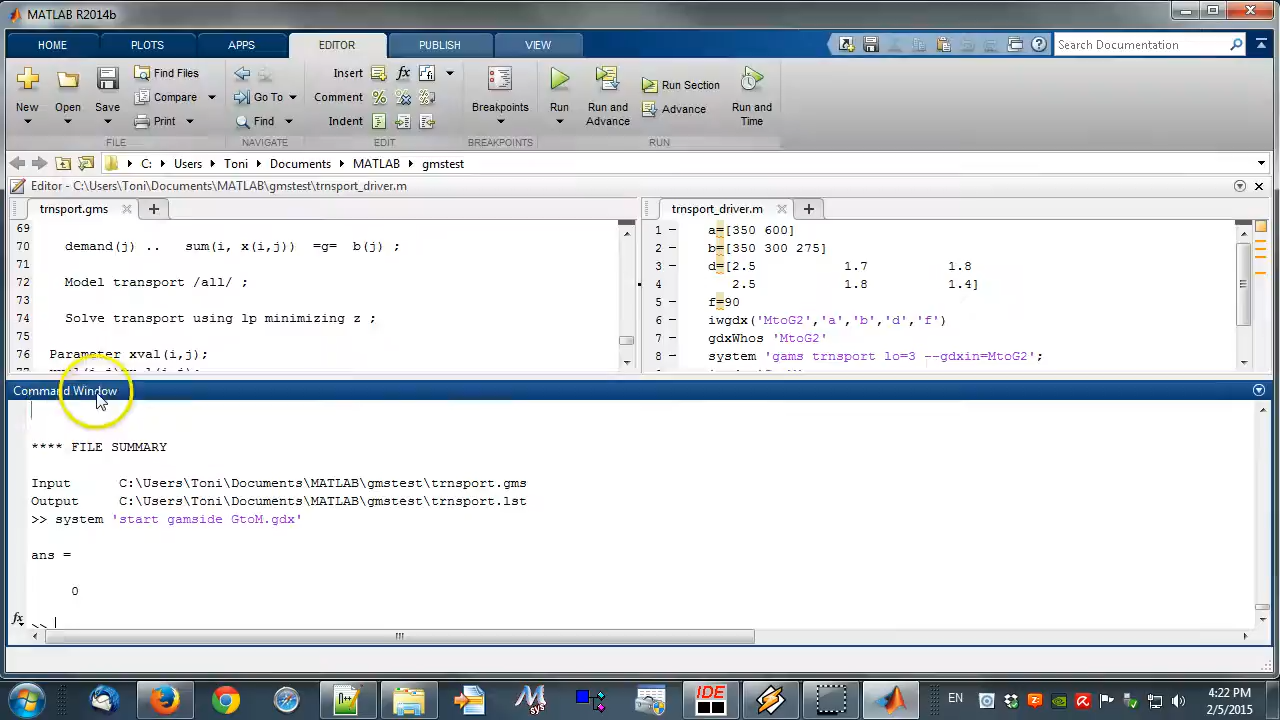 MATLAB R2014b
HOME PLOTS APPS EDITOR PUBLISH VIEW
Search Documentation
New Open Save Find Files Compare Print
Go To Find
Insert Comment Indent
Breakpoints
Run Run and Advance Run Section Advance Run and Time
FILE NAVIGATE EDIT BREAKPOINTS RUN
C: Users Toni Documents MATLAB gmstest
Editor - C:\Users\Toni\Documents\MATLAB\gmstest\trnsport_driver.m
trnsport.gms
69
70 demand(j) .. sum(i, x(i,j)) =g= b(j) ;
71
72 Model transport /all/ ;
73
74 Solve transport using lp minimizing z ;
75
76 Parameter xval(i,j);
trnsport_driver.m
1 a=[350 600]
2 b=[350 300 275]
3 d=[2.5 1.7 1.8
4 2.5 1.8 1.4]
5 f=90
6 iwgdx('MtoG2','a','b','d','f')
7 gdxWhos 'MtoG2'
8 system 'gams trnsport lo=3 --gdxin=MtoG2';
Command Window
**** FILE SUMMARY
Input C:\Users\Toni\Documents\MATLAB\gmstest\trnsport.gms
Output C:\Users\Toni\Documents\MATLAB\gmstest\trnsport.lst
>> system 'start gamside GtoM.gdx'
ans =
0
fx >>
IDE
EN
4:22 PM
2/5/2015